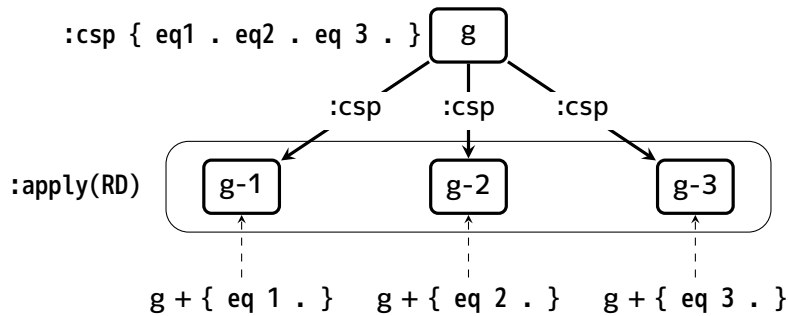 :csp { eq1 . eq2 . eq 3 . } g
:csp :csp :csp
:apply(RD) g-1 g-2 g-3
g + { eq 1 . } g + { eq 2 . } g + { eq 3 . }